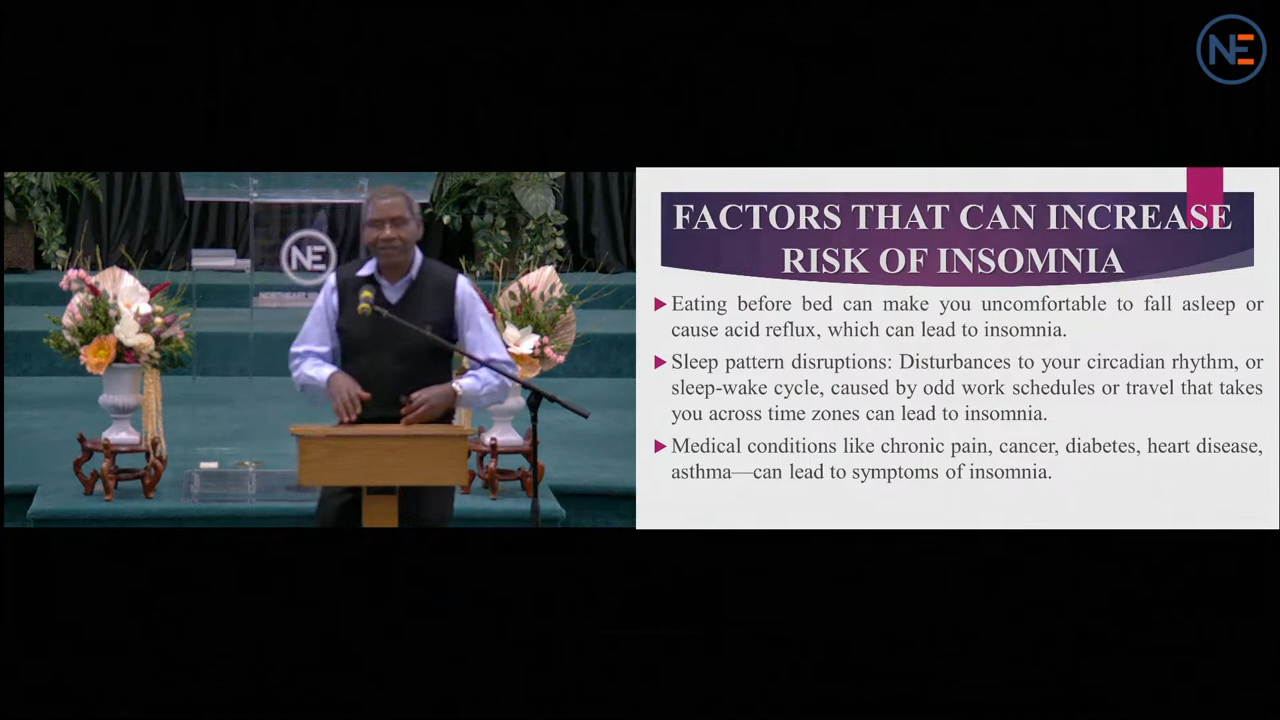 NE
NE
FACTORS THAT CAN INCREASE
RISK OF INSOMNIA
Eating before bed can make you uncomfortable to fall asleep or
cause acid reflux, which can lead to insomnia.
Sleep pattern disruptions: Disturbances to your circadian rhythm, or
sleep-wake cycle, caused by odd work schedules or travel that takes
you across time zones can lead to insomnia.
Medical conditions like chronic pain, cancer, diabetes, heart disease,
asthma—can lead to symptoms of insomnia.